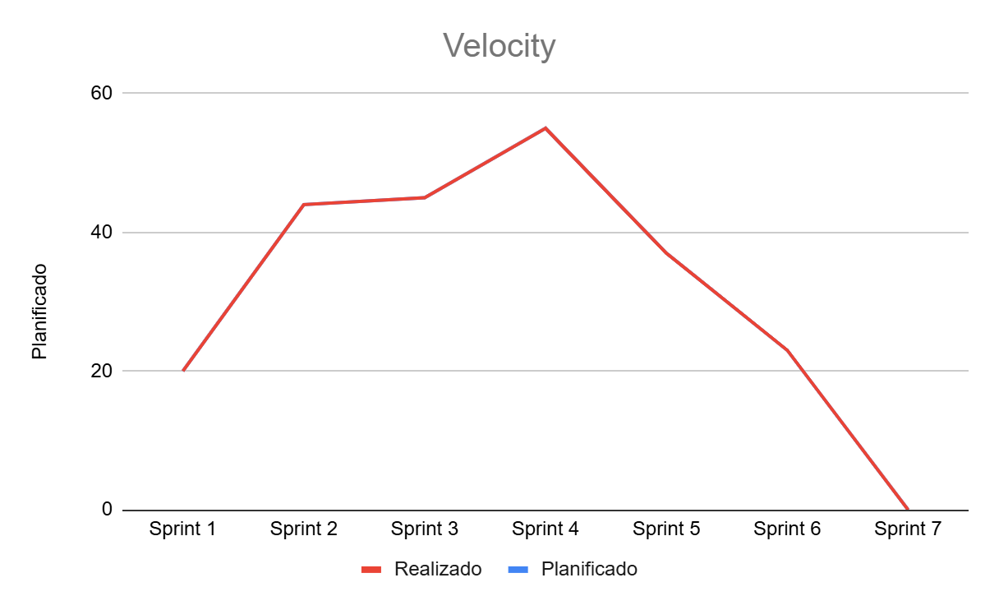 Velocity
60
40
20
0
Planificado
Sprint 1 Sprint 2 Sprint 3 Sprint 4 Sprint 5 Sprint 6 Sprint 7
Realizado Planificado